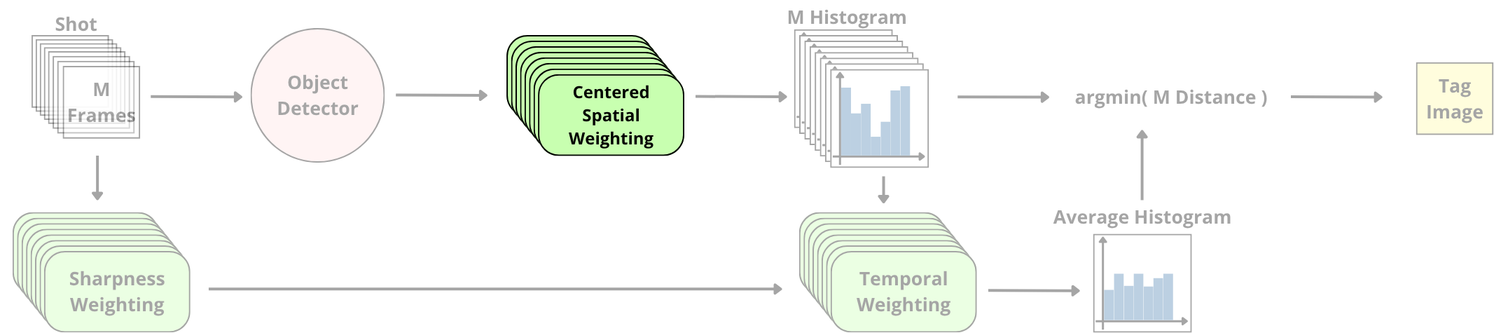 Shot
M
Frames
Object
Detector
Centered
Spatial
Weighting
M Histogram
argmin( M Distance )
Tag
Image
Sharpness
Weighting
Temporal
Weighting
Average Histogram